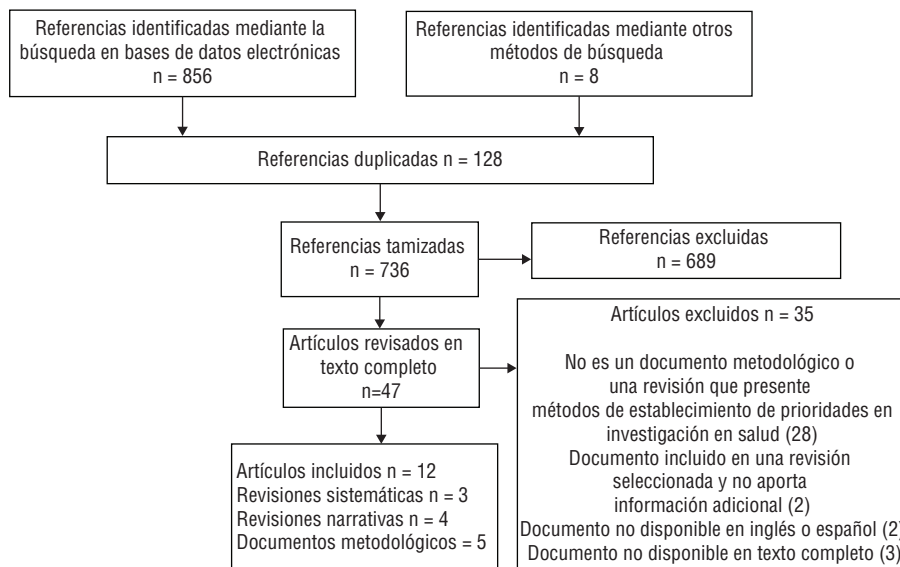 Referencias identificadas mediante la
búsqueda en bases de datos electrónicas
n = 856
Referencias identificadas mediante otros
métodos de búsqueda
n = 8
Referencias duplicadas n = 128
Referencias tamizadas
n = 736
Referencias excluidas
n = 689
Artículos revisados en
texto completo
n=47
Artículos excluidos n = 35
No es un documento metodológico o
una revisión que presente
métodos de establecimiento de prioridades en
investigación en salud (28)
Documento incluido en una revisión
seleccionada y no aporta
información adicional (2)
Documento no disponible en inglés o español (2)
Documento no disponible en texto completo (3)
Artículos incluidos n = 12
Revisiones sistemáticas n = 3
Revisiones narrativas n = 4
Documentos metodológicos = 5